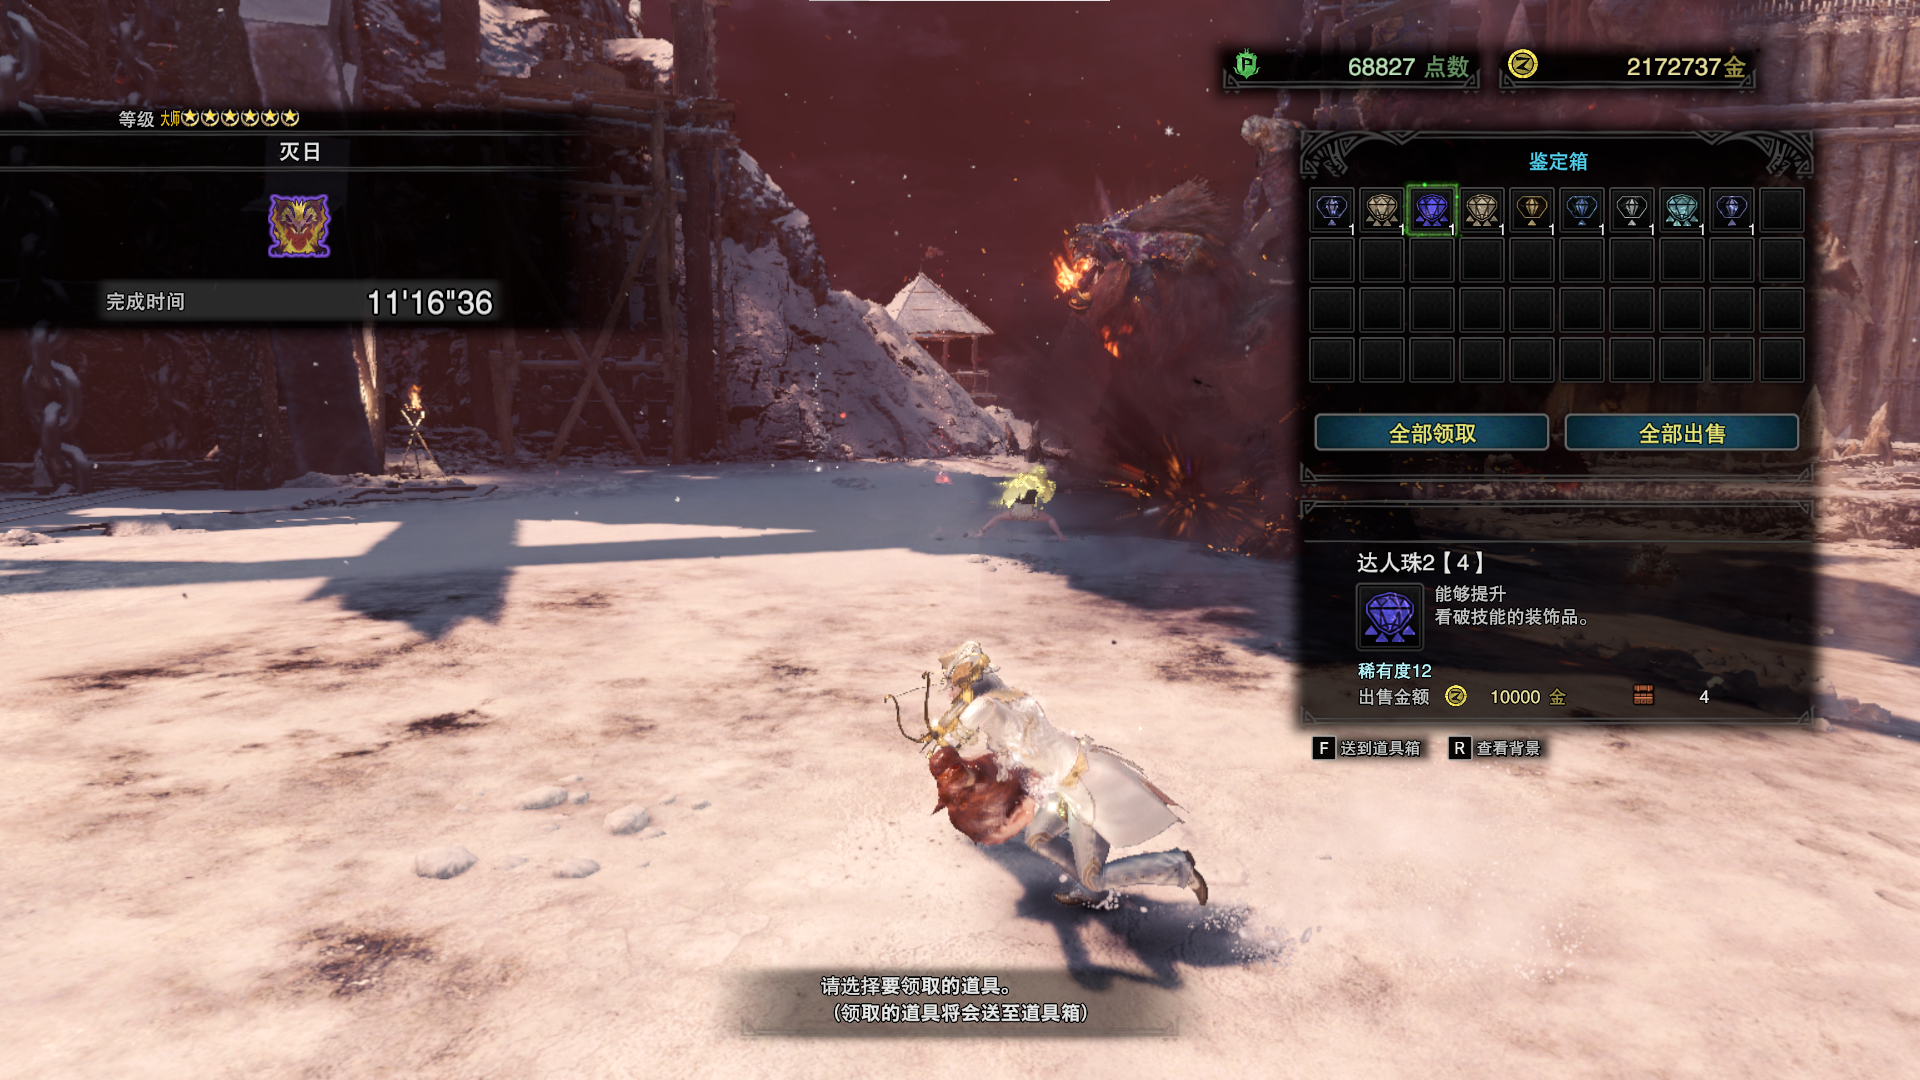 68827 点数
2172737金
等级 大师
灭日
完成时间
11'16"36
鉴定箱
1 1 1 1 1 1 1 1 1
全部领取
全部出售
达人珠2【4】
能够提升
看破技能的装饰品。
稀有度12
出售金额 10000 金 4
F 送到道具箱 R 查看背景
请选择要领取的道具。
（领取的道具将会送至道具箱）